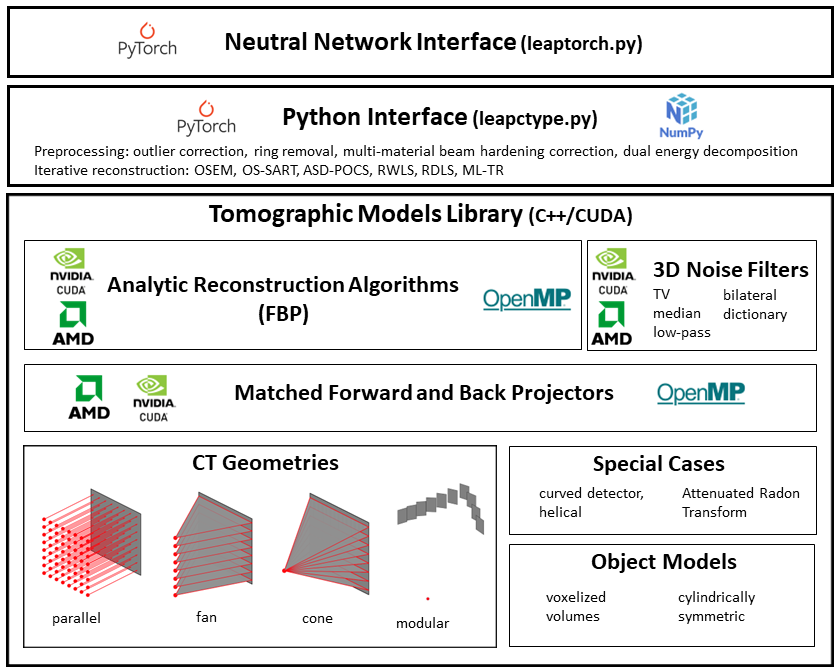 PyTorch
Neutral Network Interface (leaptorch.py)
PyTorch
Python Interface (leapctype.py)
NumPy
Preprocessing: outlier correction, ring removal, multi-material beam hardening correction, dual energy decomposition
Iterative reconstruction: OSEM, OS-SART, ASD-POCS, RWLS, RDLS, ML-TR
Tomographic Models Library (C++/CUDA)
NVIDIA.
CUDA
AMD
Analytic Reconstruction Algorithms
(FBP)
OpenMP
NVIDIA.
CUDA
AMD
3D Noise Filters
TV
median
low-pass
bilateral
dictionary
AMD
NVIDIA.
CUDA
Matched Forward and Back Projectors
OpenMP
CT Geometries
parallel
fan
cone
modular
Special Cases
curved detector,
helical
Attenuated Radon
Transform
Object Models
voxelized
volumes
cylindrically
symmetric